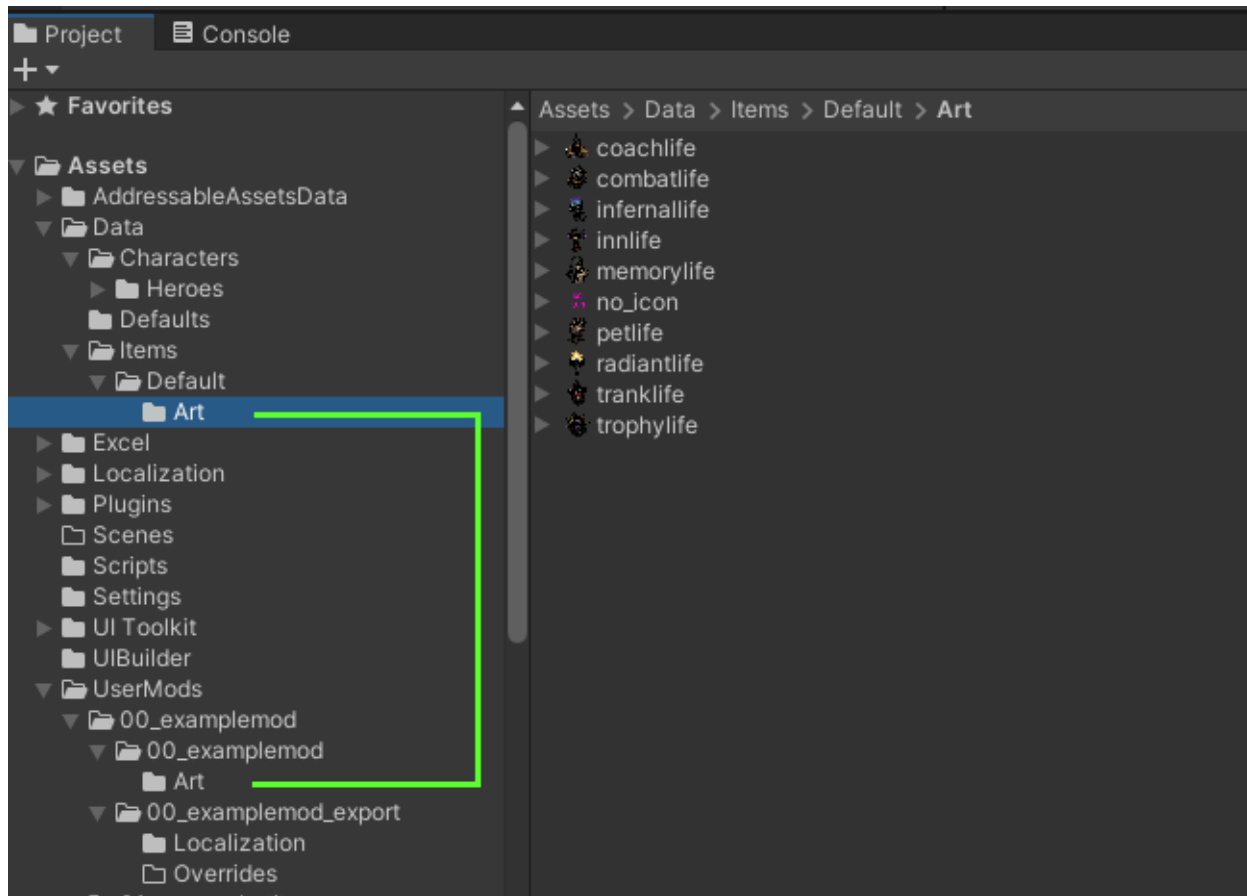 Project Console
Favorites
Assets
AddressableAssetsData
Data
Characters
Heroes
Defaults
Items
Default
Art
Excel
Localization
Plugins
Scenes
Scripts
Settings
UI Toolkit
UIBuilder
UserMods
00_examplemod
00_examplemod
Art
00_examplemod_export
Localization
Overrides
Assets > Data > Items > Default > Art
coachlife
combatlife
infernallife
innlife
memorylife
no_icon
petlife
radiantlife
tranklife
trophylife